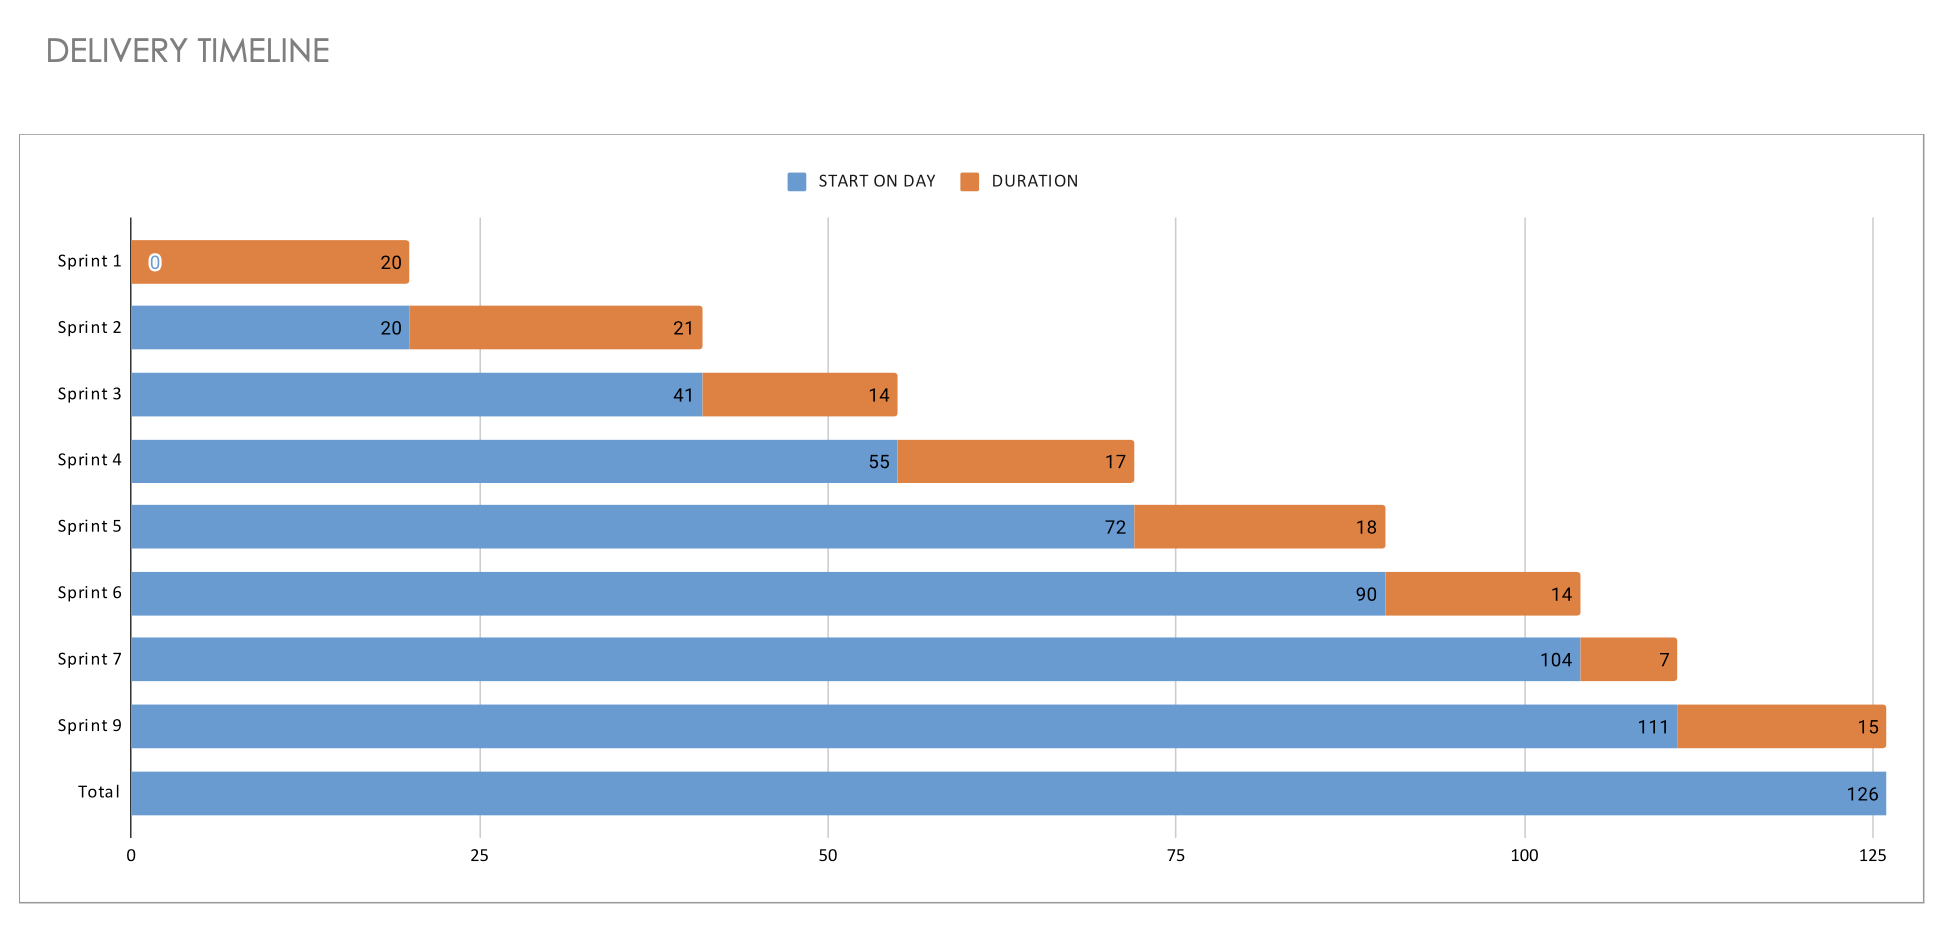 DELIVERY TIMELINE
START ON DAY DURATION
Sprint 1 0 20
Sprint 2 20 21
Sprint 3 41 14
Sprint 4 55 17
Sprint 5 72 18
Sprint 6 90 14
Sprint 7 104 7
Sprint 9 111 15
Total 126
0 25 50 75 100 125